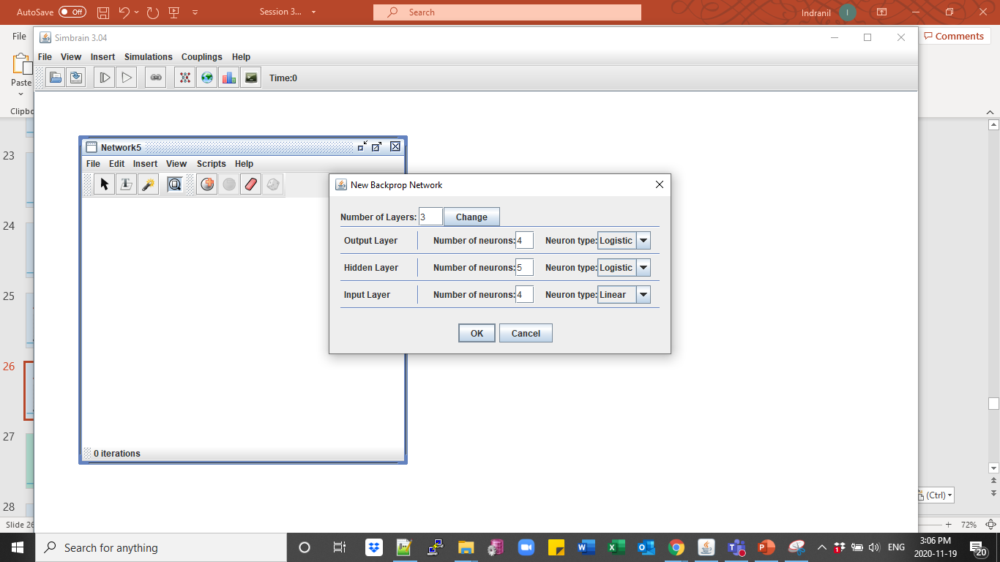 AutoSave Off Session 3... Search Indranil I
File Comments
Simbrain 3.04
File View Insert Simulations Couplings Help
Paste Time:0
Clipbo
Network5
File Edit Insert View Scripts Help
New Backprop Network
Number of Layers: 3 Change
Output Layer Number of neurons: 4 Neuron type: Logistic
Hidden Layer Number of neurons: 5 Neuron type: Logistic
Input Layer Number of neurons: 4 Neuron type: Linear
OK Cancel
0 iterations
23
24
25
26
27
28
(Ctrl)
Slide 26 72%
Search for anything ENG 3:06 PM
2020-11-19 20